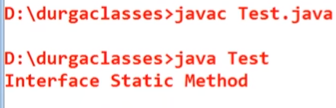 D:\durgaclasses>javac Test.java
D:\durgaclasses>java Test
Interface Static Method